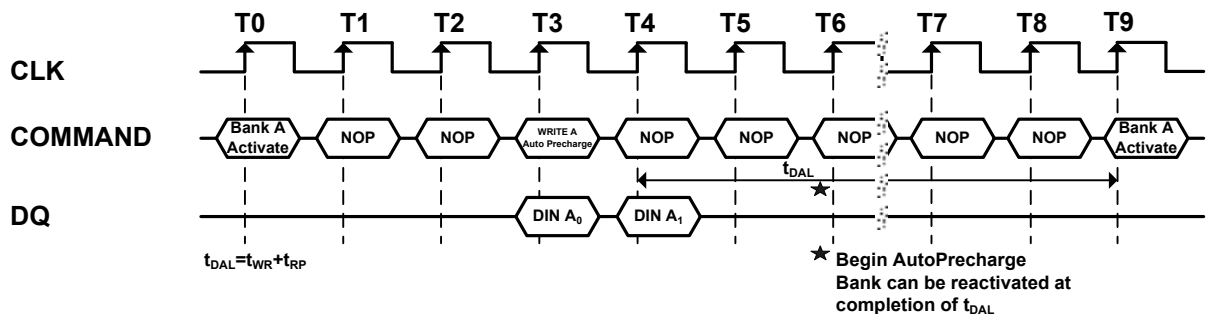 T0 T1 T2 T3 T4 T5 T6 T7 T8 T9
CLK
COMMAND
Bank A
Activate
NOP
NOP
WRITE A
Auto Precharge
NOP
NOP
NOP
NOP
NOP
Bank A
Activate
tDAL
DQ
DIN A0
DIN A1
tDAL=tWR+tRP
Begin AutoPrecharge
Bank can be reactivated at
completion of tDAL